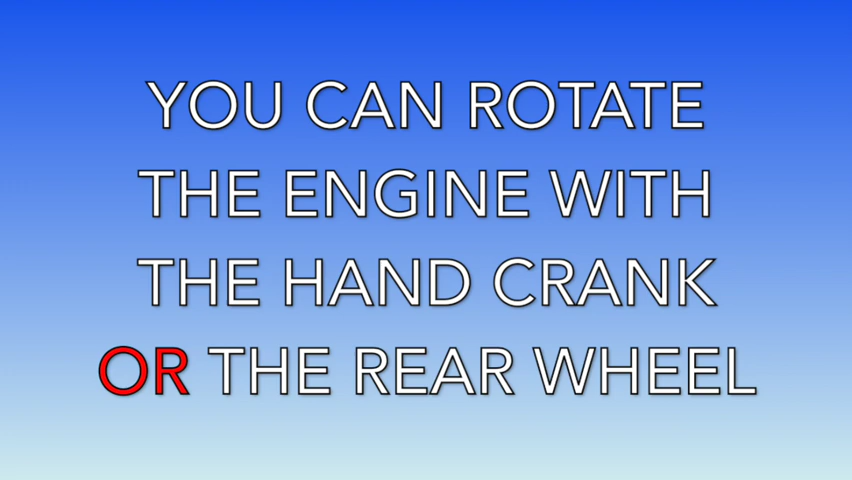 YOU CAN ROTATE
THE ENGINE WITH
THE HAND CRANK
OR THE REAR WHEEL